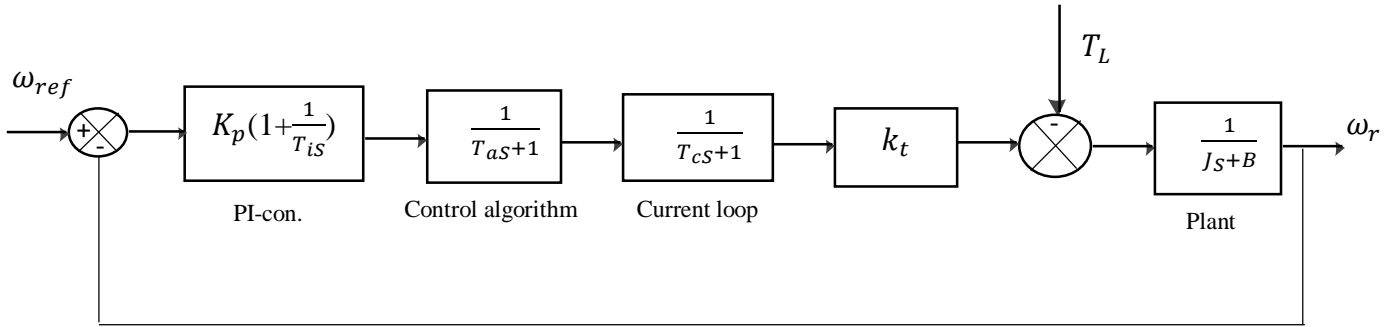 ω_ref
+
-
K_p(1+1/T_is)
PI-con.
1/T_as+1
Control algorithm
1/T_cs+1
Current loop
k_t
T_L
-
1/Js+B
Plant
ω_r